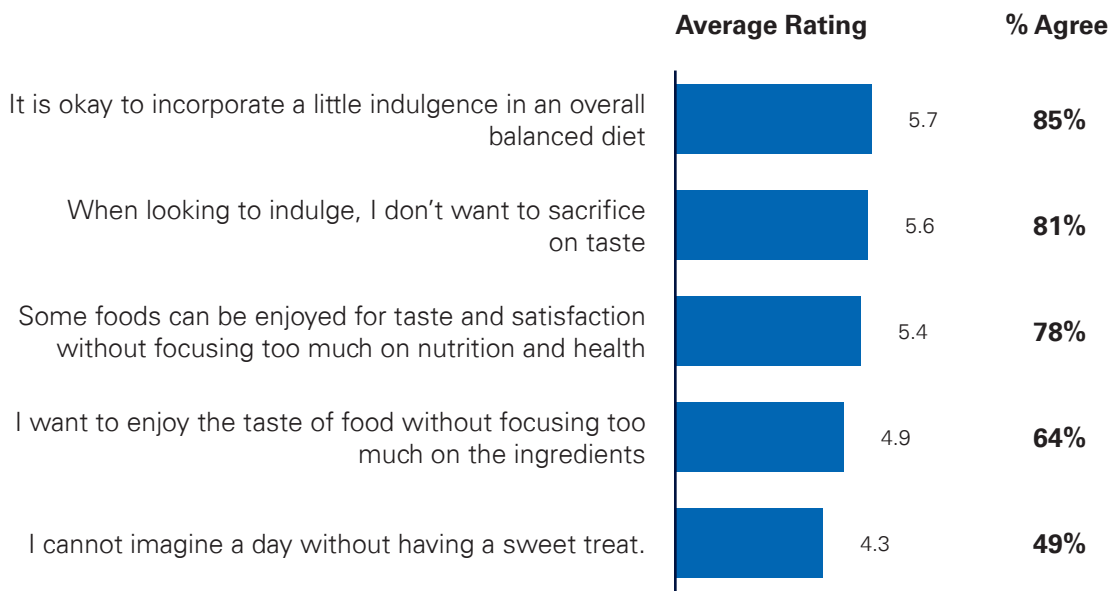 Average Rating % Agree
It is okay to incorporate a little indulgence in an overall
balanced diet
5.7 85%
When looking to indulge, I don’t want to sacrifice
on taste
5.6 81%
Some foods can be enjoyed for taste and satisfaction
without focusing too much on nutrition and health
5.4 78%
I want to enjoy the taste of food without focusing too
much on the ingredients
4.9 64%
I cannot imagine a day without having a sweet treat.
4.3 49%